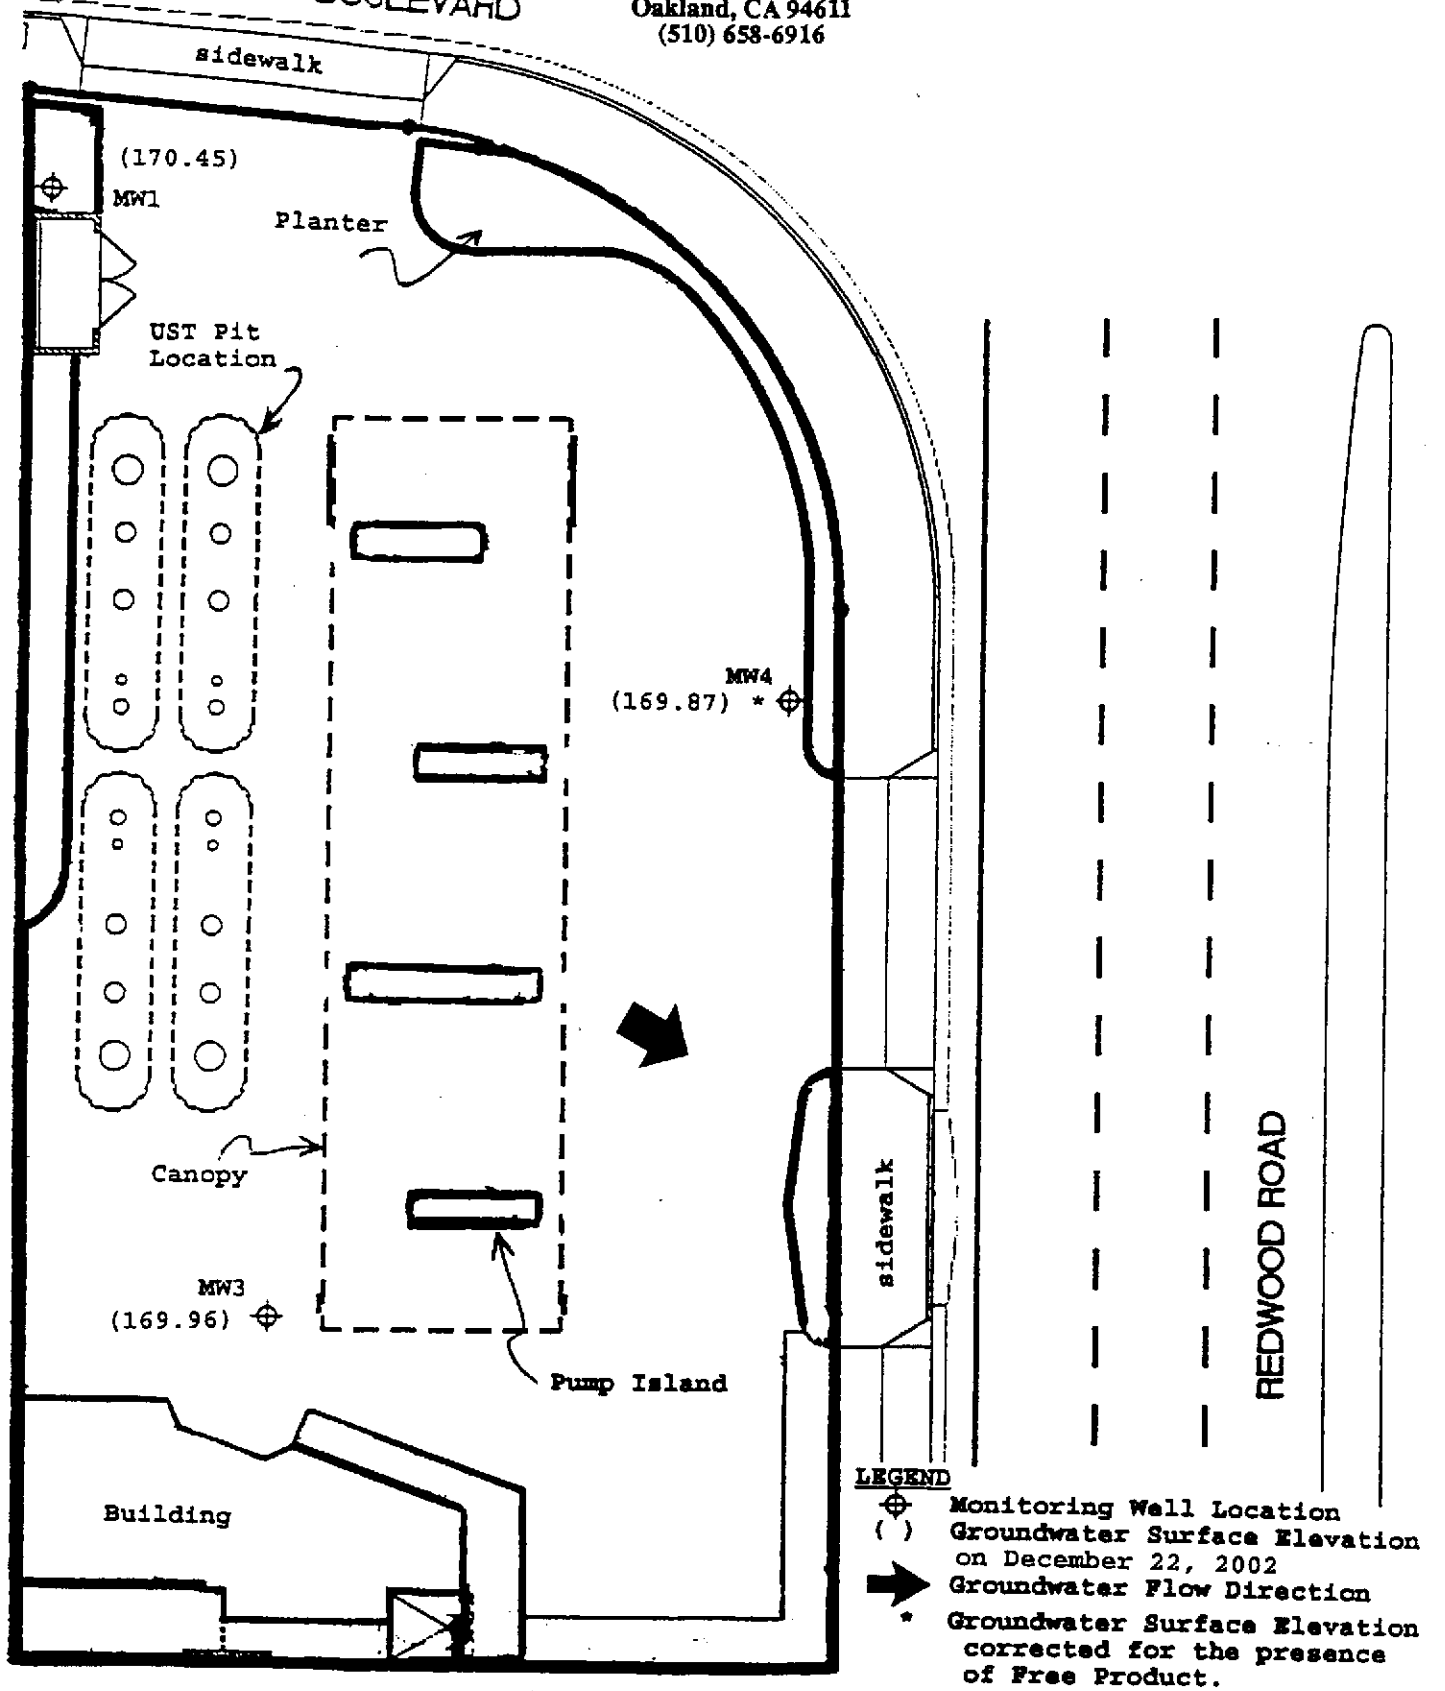 Oakland, CA 94611
(510) 658-6916
sidewalk
(170.45)
MW1
Planter
UST Pit
Location
MW4
(169.87) *
Canopy
sidewalk
REDWOOD ROAD
MW3
(169.96)
Pump Island
Building
LEGEND
Monitoring Well Location
( ) Groundwater Surface Elevation
on December 22, 2002
Groundwater Flow Direction
* Groundwater Surface Elevation
corrected for the presence
of Free Product.